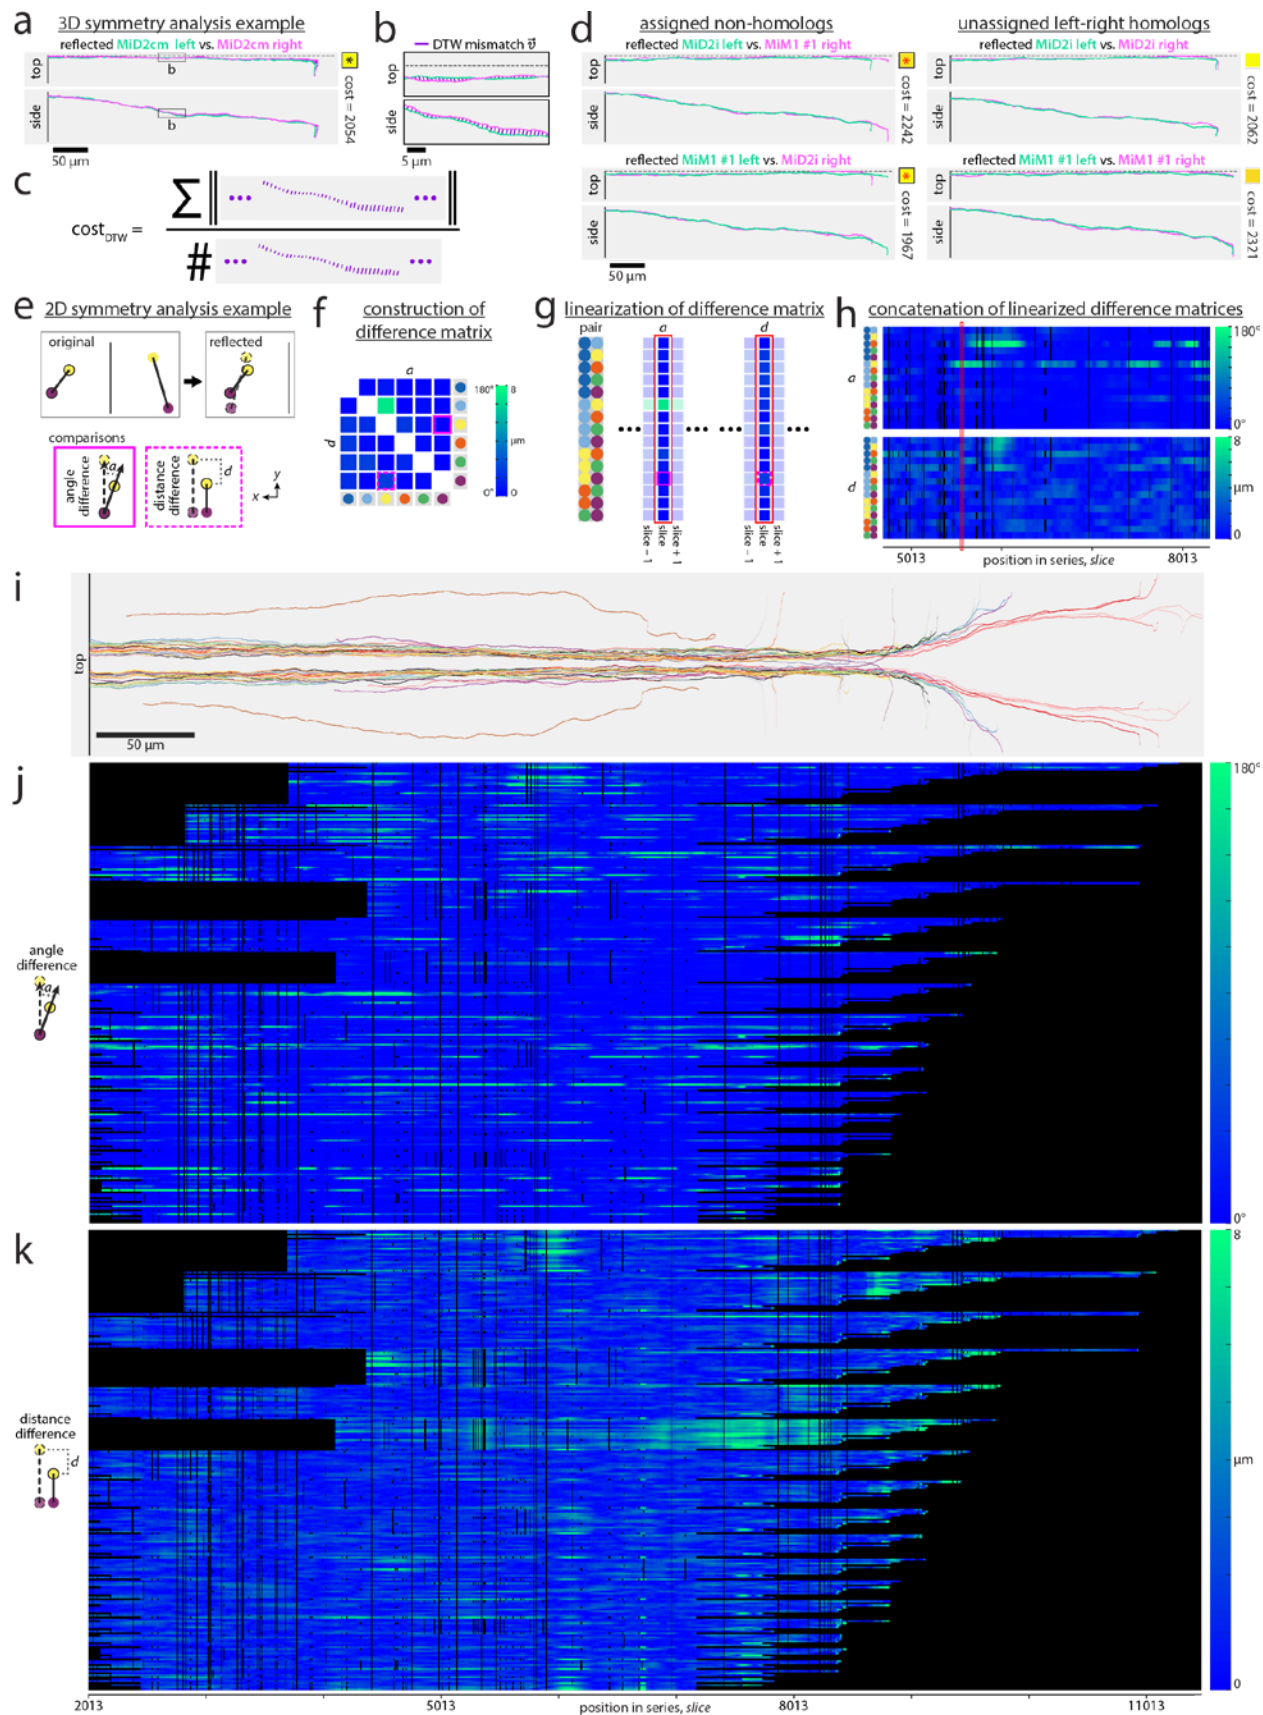 a 3D symmetry analysis example
reflected MiD2cm left vs. MiD2cm right
top
b
side
b
cost = 2054
*
50 µm
b
DTW mismatch v⃗
5 µm
c
cost_DTW = Σ‖ ••• ••• ‖
# ••• •••
d assigned non-homologs
unassigned left-right homologs
reflected MiD2i left vs. MiM1 #1 right
top
side
*
cost = 2242
reflected MiD2i left vs. MiD2i right
top
side
cost = 2062
reflected MiM1 #1 left vs. MiD2i right
top
side
*
cost = 1967
reflected MiM1 #1 left vs. MiM1 #1 right
top
side
cost = 2321
50 µm
e 2D symmetry analysis example
original
reflected
comparisons
angle
difference
a
distance
difference
d
y
x
f construction of
difference matrix
a
d
180°
8
µm
0°
0
g linearization of difference matrix
pair
a
d
••• ••• ••• •••
slice – 1
slice
slice + 1
slice – 1
slice
slice + 1
h concatenation of linearized difference matrices
a
180°
0°
d
8
µm
0
5013
position in series, slice
8013
i
top
50 µm
j
180°
angle
difference
a
0°
k
8
distance
difference
d
µm
0
2013
5013
position in series, slice
8013
11013